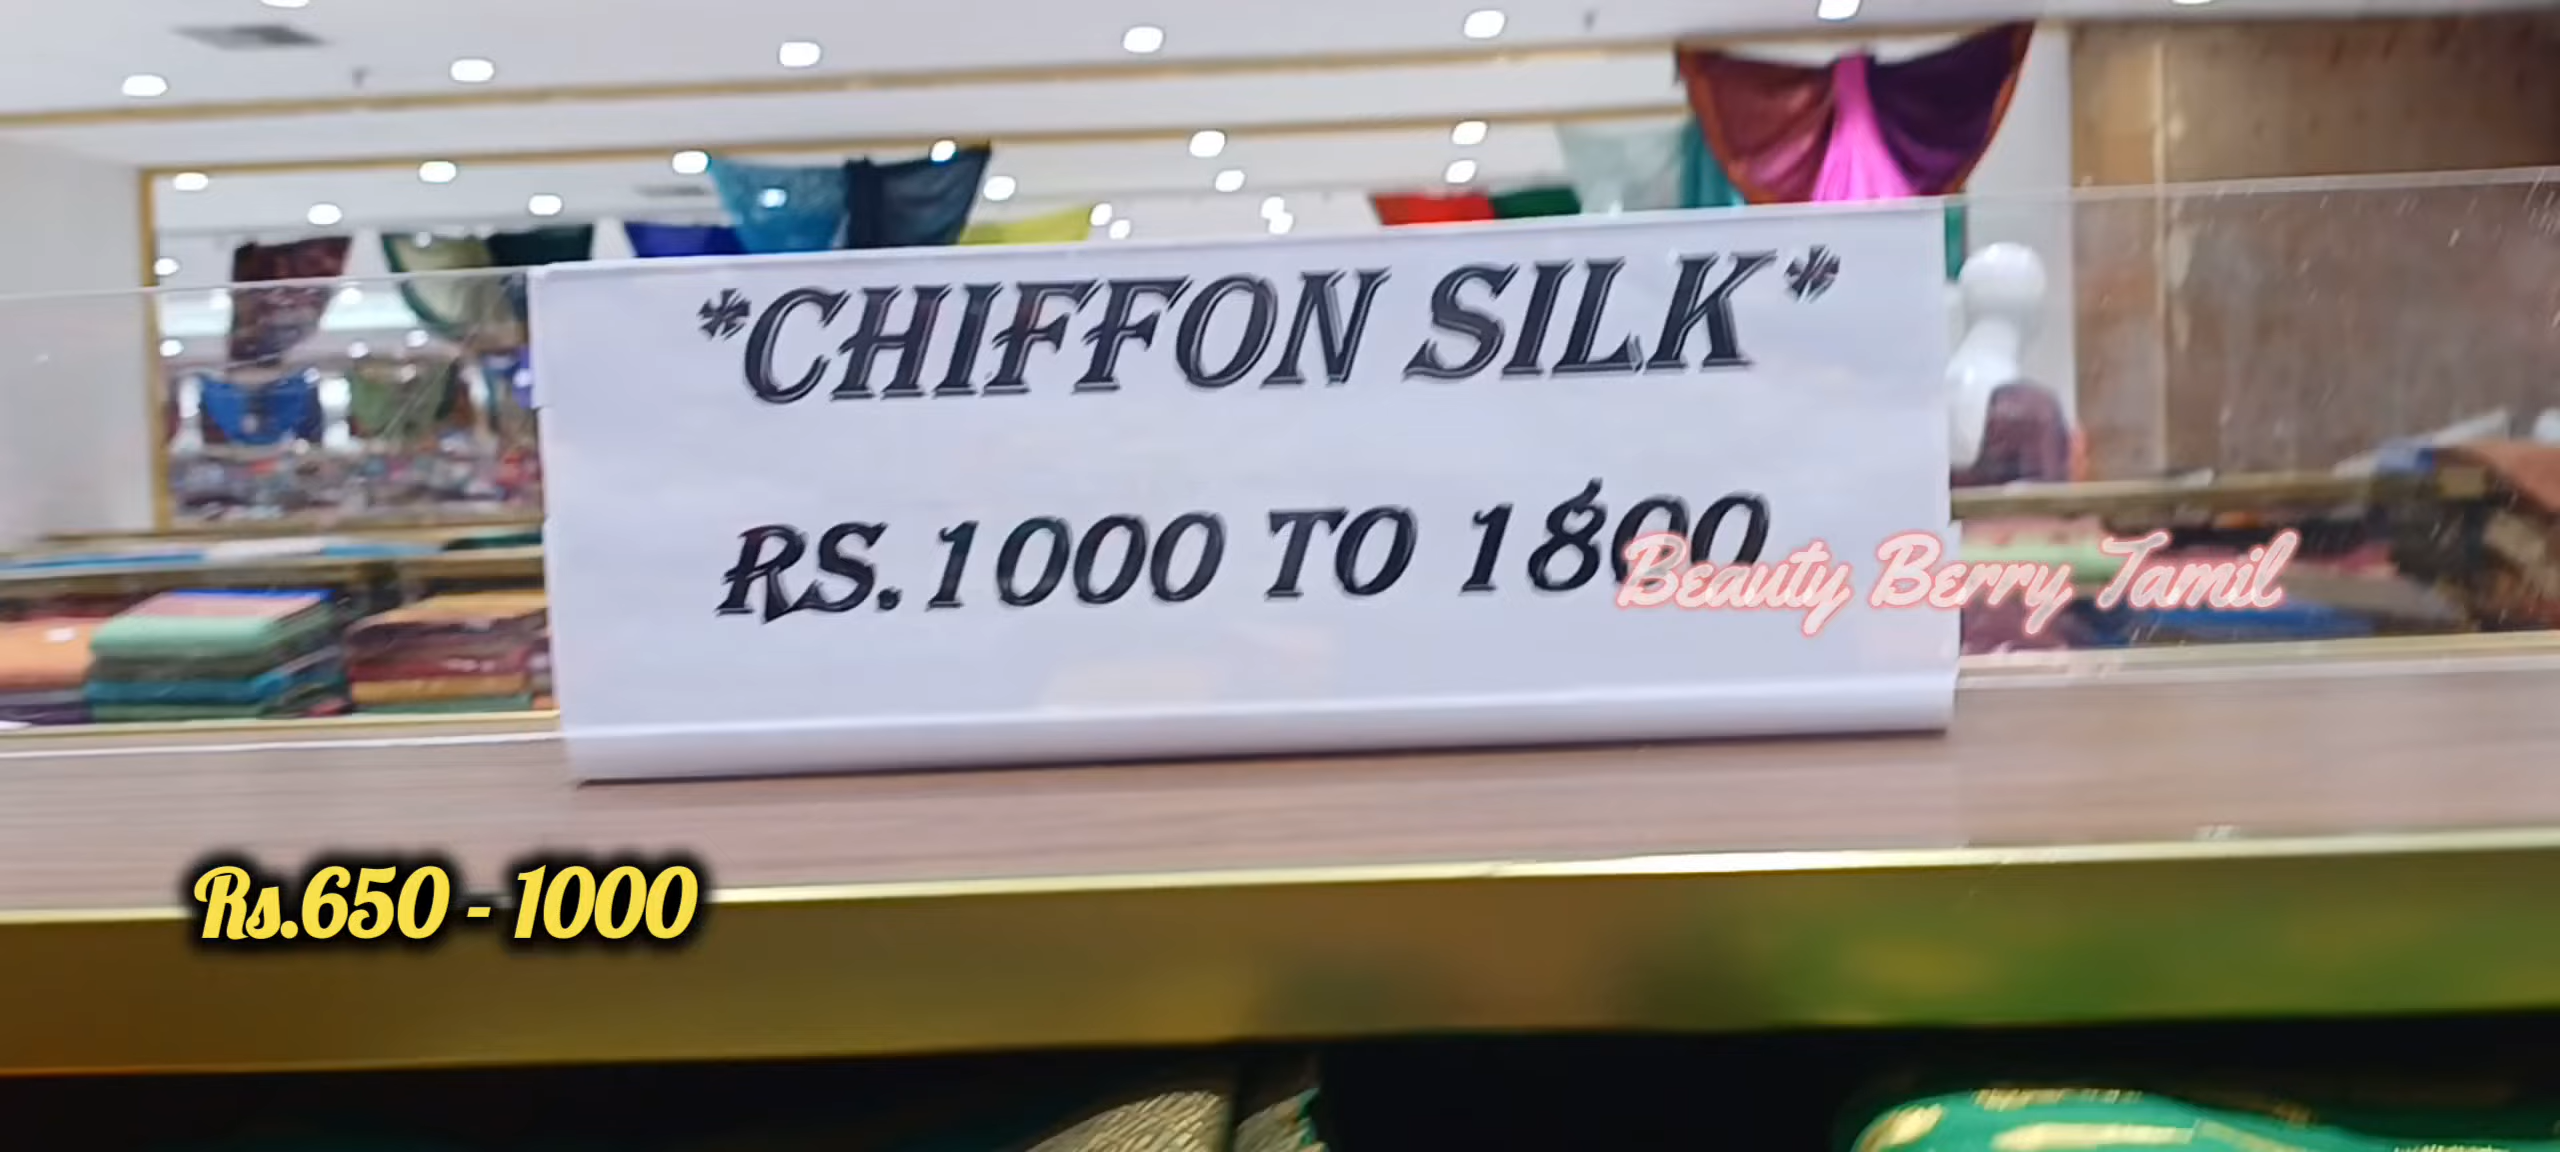 *CHIFFON SILK*
RS.1000 TO 1800
Beauty Berry Tamil
Rs.650 - 1000